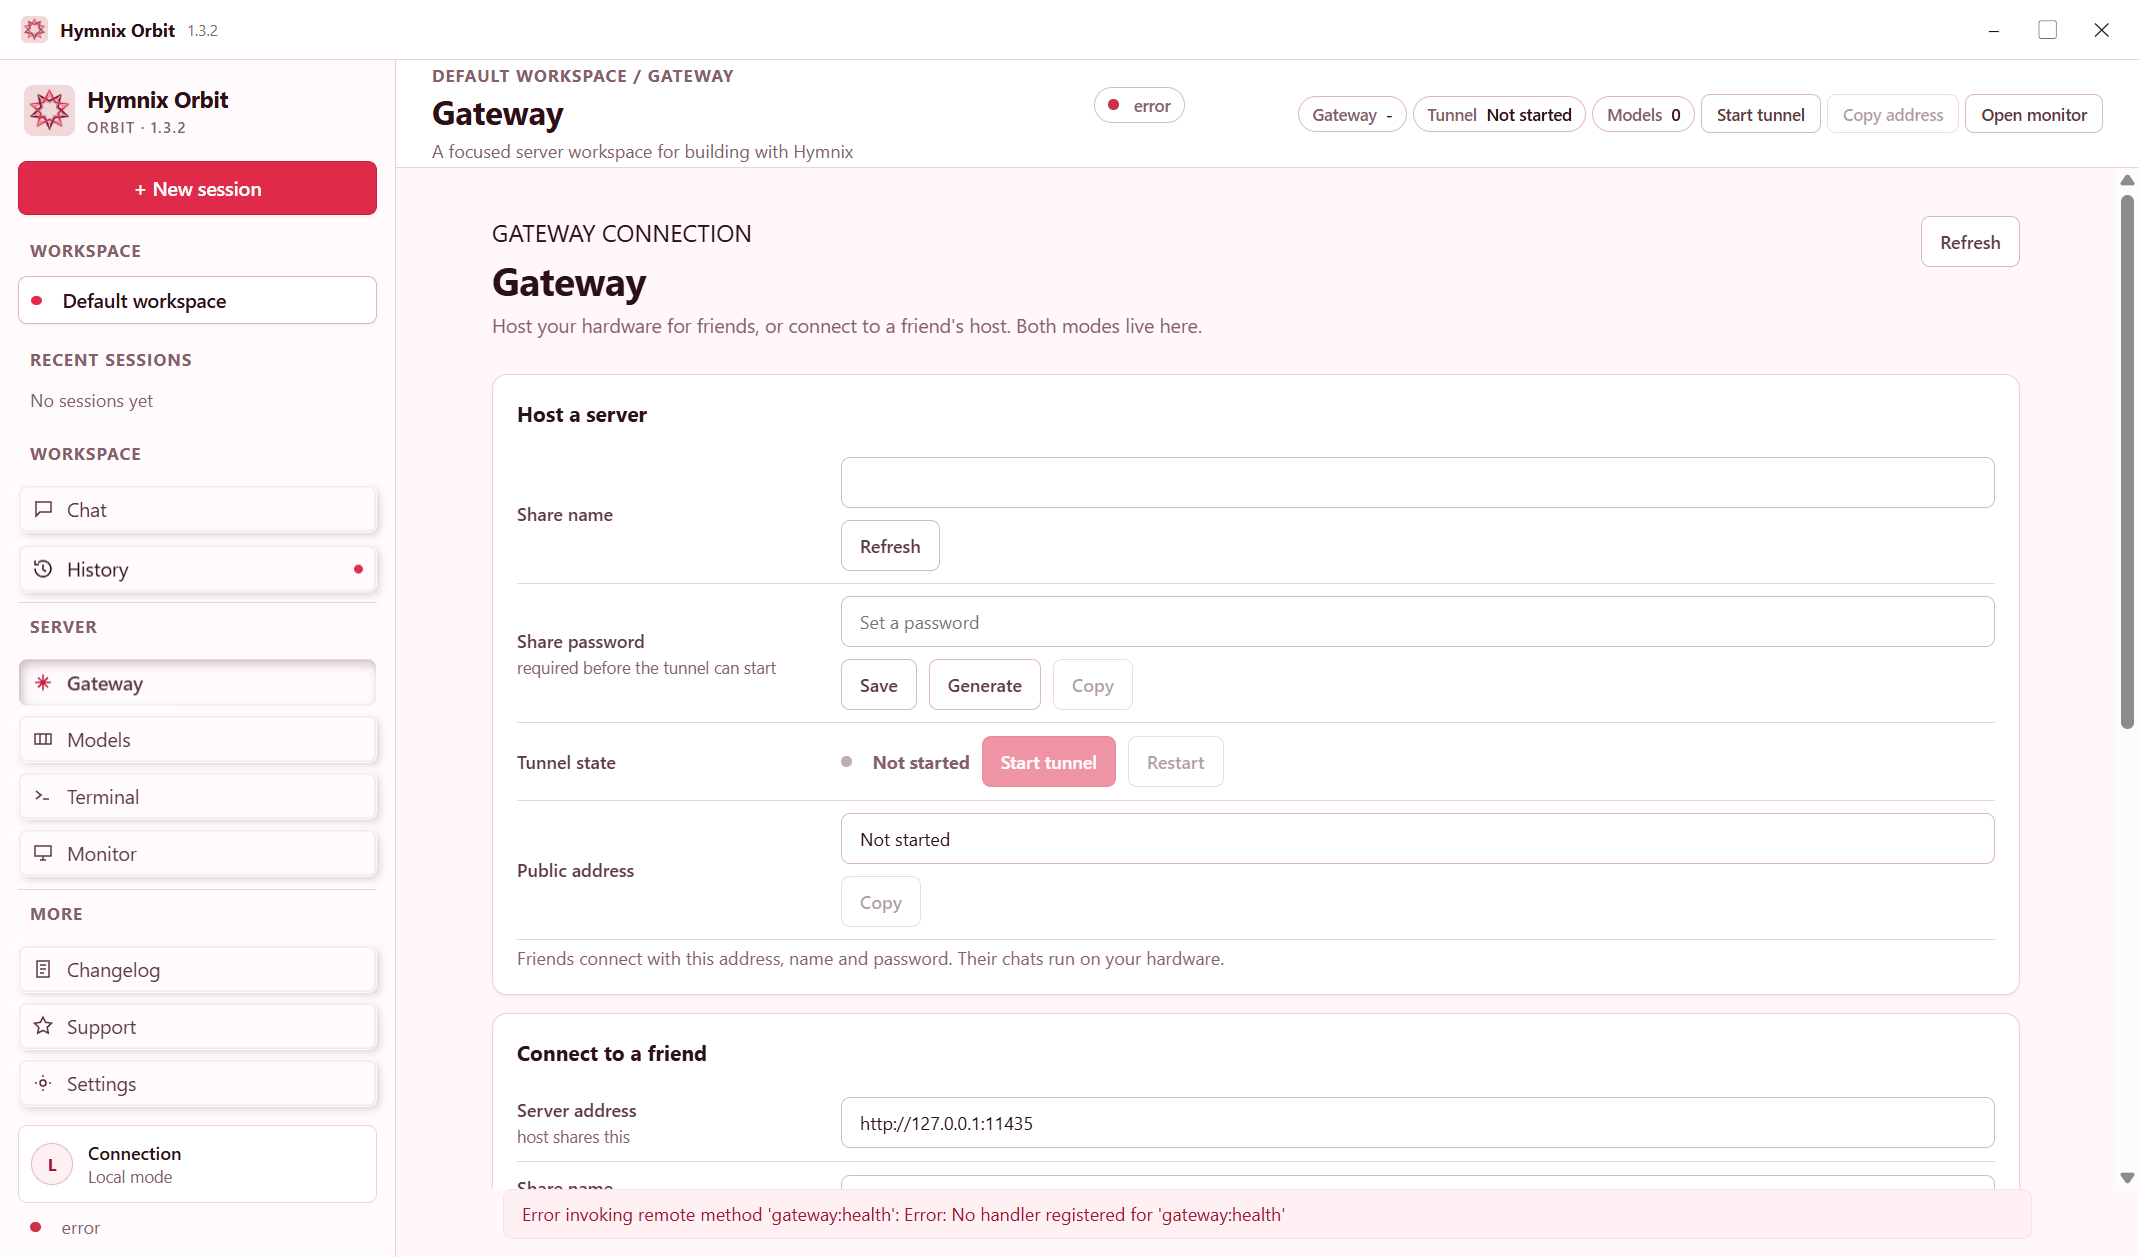 Hymnix Orbit 1.3.2
Hymnix Orbit
ORBIT · 1.3.2
+ New session
WORKSPACE
Default workspace
RECENT SESSIONS
No sessions yet
WORKSPACE
Chat
History
SERVER
Gateway
Models
Terminal
Monitor
MORE
Changelog
Support
Settings
L
Connection
Local mode
error
DEFAULT WORKSPACE / GATEWAY
Gateway
A focused server workspace for building with Hymnix
error
Gateway -
Tunnel Not started
Models 0
Start tunnel
Copy address
Open monitor
GATEWAY CONNECTION
Gateway
Host your hardware for friends, or connect to a friend's host. Both modes live here.
Refresh
Host a server
Share name
Refresh
Share password
required before the tunnel can start
Set a password
Save
Generate
Copy
Tunnel state
Not started
Start tunnel
Restart
Public address
Not started
Copy
Friends connect with this address, name and password. Their chats run on your hardware.
Connect to a friend
Server address
host shares this
http://127.0.0.1:11435
Share name
Error invoking remote method 'gateway:health': Error: No handler registered for 'gateway:health'